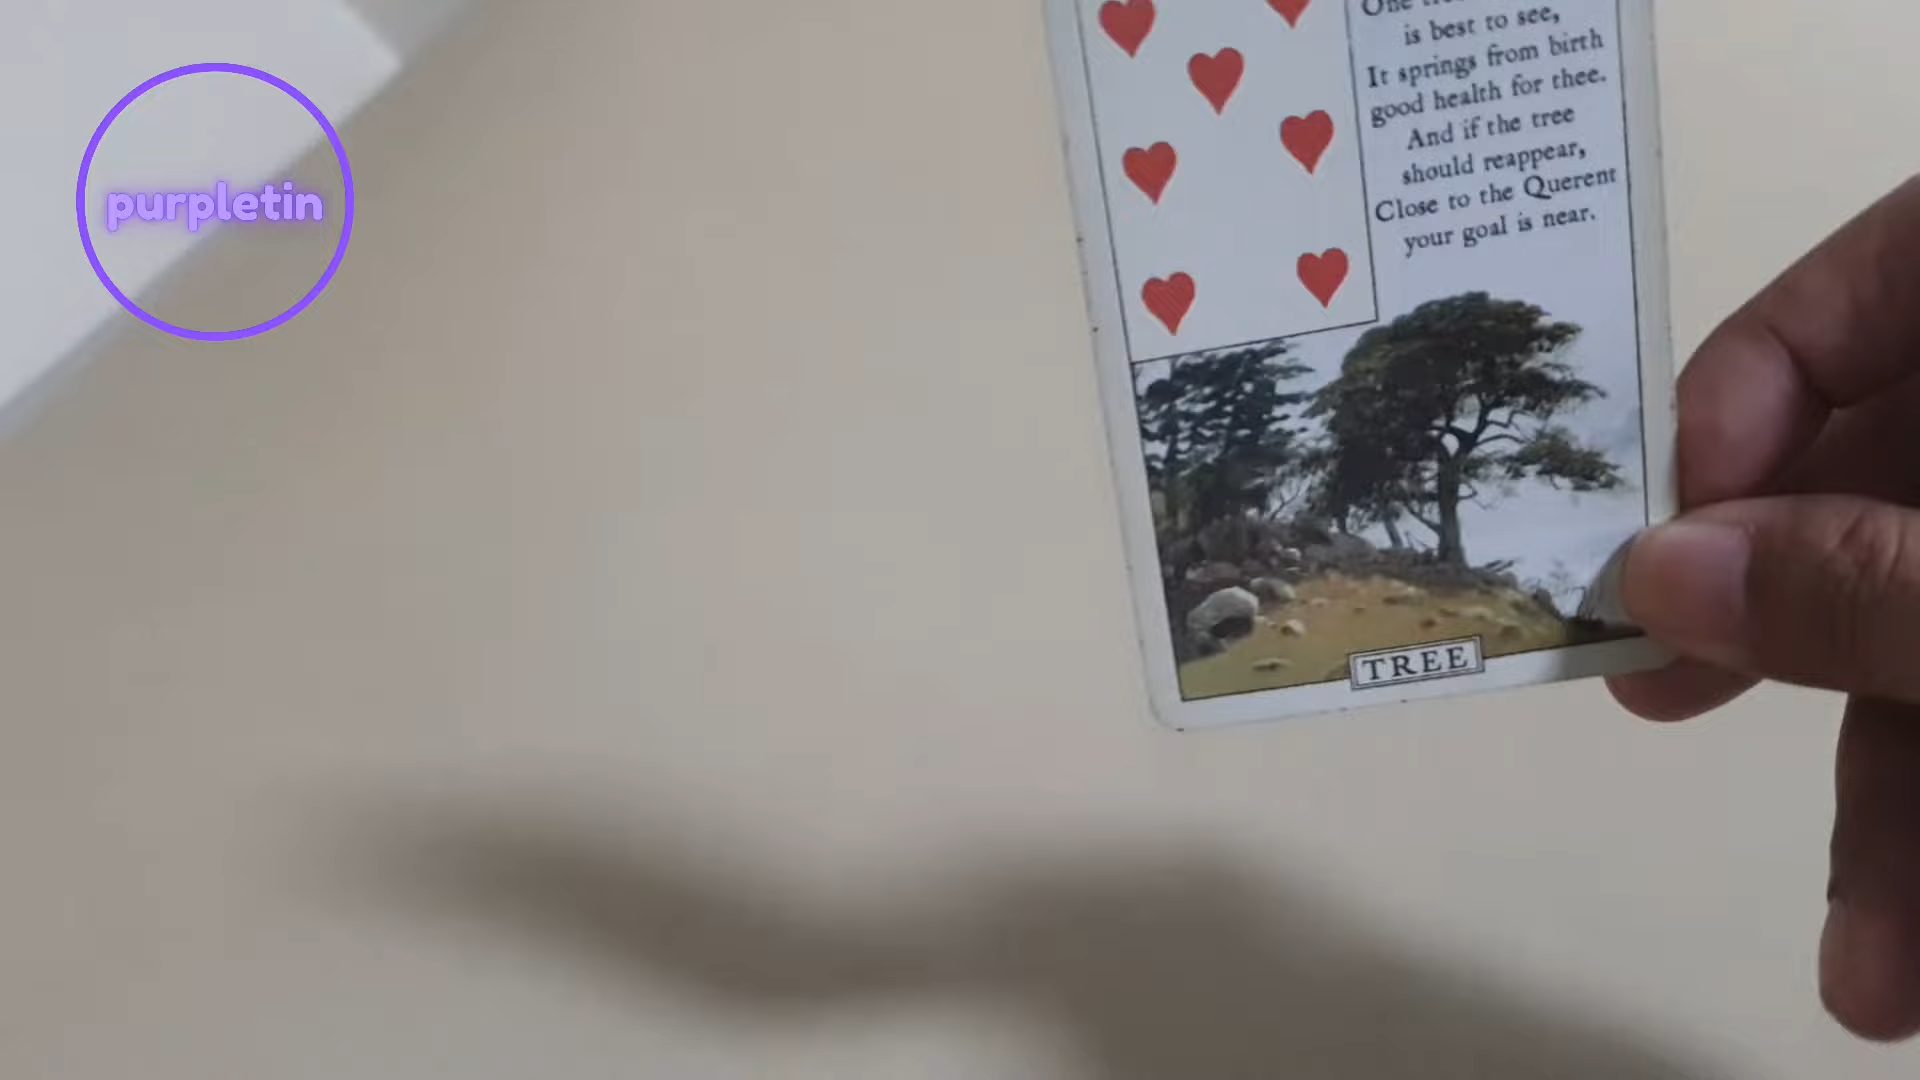 purpletin
One
is best to see,
It springs from birth
good health for thee.
And if the tree
should reappear,
Close to the Querent
your goal is near.
TREE